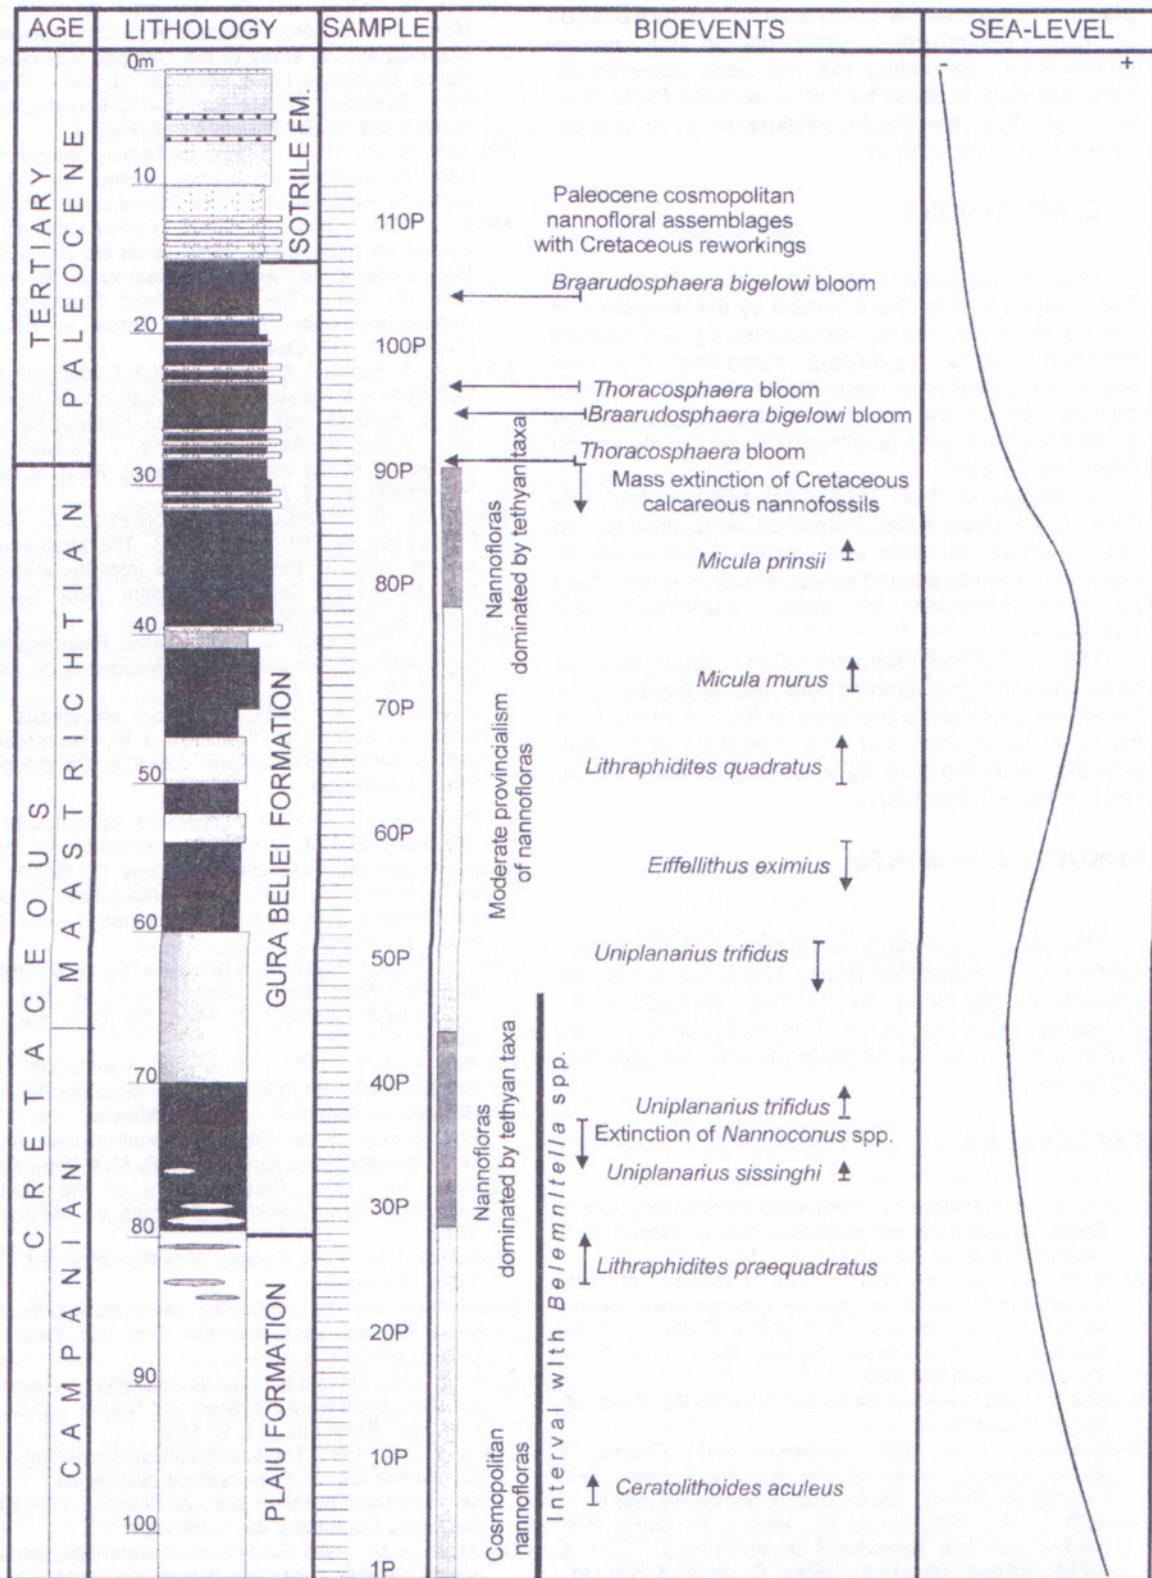 AGE
LITHOLOGY
SAMPLE
BIOEVENTS
SEA-LEVEL
- +
TERTIARY
PALEOCENE
CRETACEOUS
MAASTRICHTIAN
CAMPANIAN
0m
10
20
30
40
50
60
70
80
90
100
SOTRILE FM.
GURA BELIEI FORMATION
PLAIU FORMATION
110P
100P
90P
80P
70P
60P
50P
40P
30P
20P
10P
1P
Nannofloras
dominated by tethyan taxa
Moderate provincialism
of nannofloras
Nannofloras
dominated by tethyan taxa
Cosmopolitan
nannofloras
Interval with Belemnitella spp.
Paleocene cosmopolitan
nannofloral assemblages
with Cretaceous reworkings
Braarudosphaera bigelowi bloom
Thoracosphaera bloom
Braarudosphaera bigelowi bloom
Thoracosphaera bloom
Mass extinction of Cretaceous
calcareous nannofossils
Micula prinsii
Micula murus
Lithraphidites quadratus
Eiffellithus eximius
Uniplanarius trifidus
Uniplanarius trifidus
Extinction of Nannoconus spp.
Uniplanarius sissinghi
Lithraphidites praequadratus
Ceratolithoides aculeus